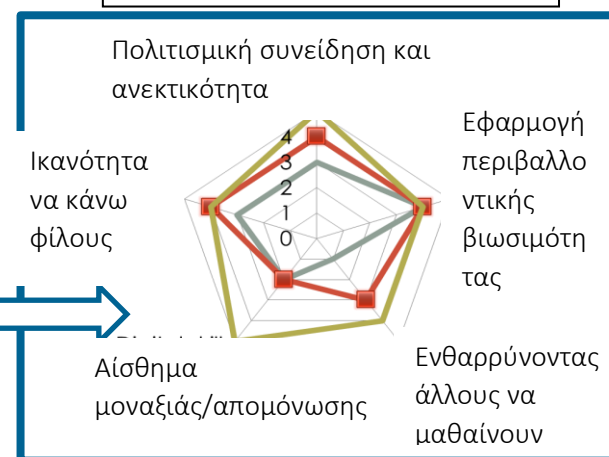 Πολιτισμική συνείδηση και
ανεκτικότητα
Ικανότητα
να κάνω
φίλους
4
3
2
1
0
Εφαρμογή
περιβαλλο
ντικής
βιωσιμότη
τας
Αίσθημα
μοναξιάς/απομόνωσης
Ενθαρρύνοντας
άλλους να
μαθαίνουν